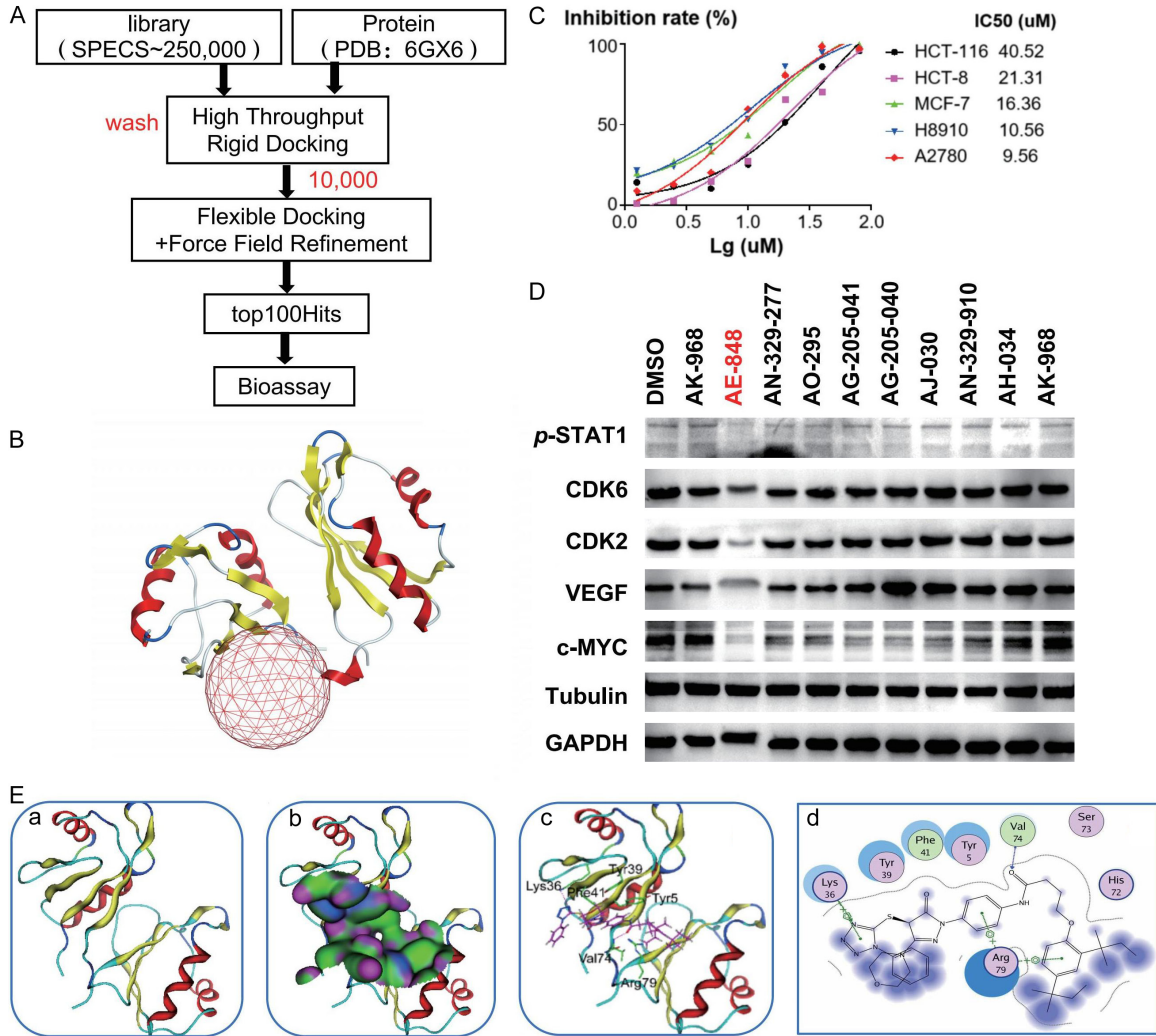 A
library
( SPECS~250,000 )
Protein
( PDB: 6GX6 )
wash
High Throughput
Rigid Docking
10,000
Flexible Docking
+Force Field Refinement
top100Hits
Bioassay
B
C
Inhibition rate (%)
IC50 (uM)
100
50
0
0.0 0.5 1.0 1.5 2.0
Lg (uM)
HCT-116 40.52
HCT-8 21.31
MCF-7 16.36
H8910 10.56
A2780 9.56
D
DMSO
AK-968
AE-848
AN-329-277
AO-295
AG-205-041
AG-205-040
AJ-030
AN-329-910
AH-034
AK-968
p-STAT1
CDK6
CDK2
VEGF
c-MYC
Tubulin
GAPDH
E
a
b
c
Lys36
Phe41
Tyr39
Tyr5
Val74
Arg79
d
Lys
36
Tyr
39
Phe
41
Tyr
5
Val
74
Ser
73
His
72
Arg
79
O
NH
O
S
O
N
N
N
N
N
O